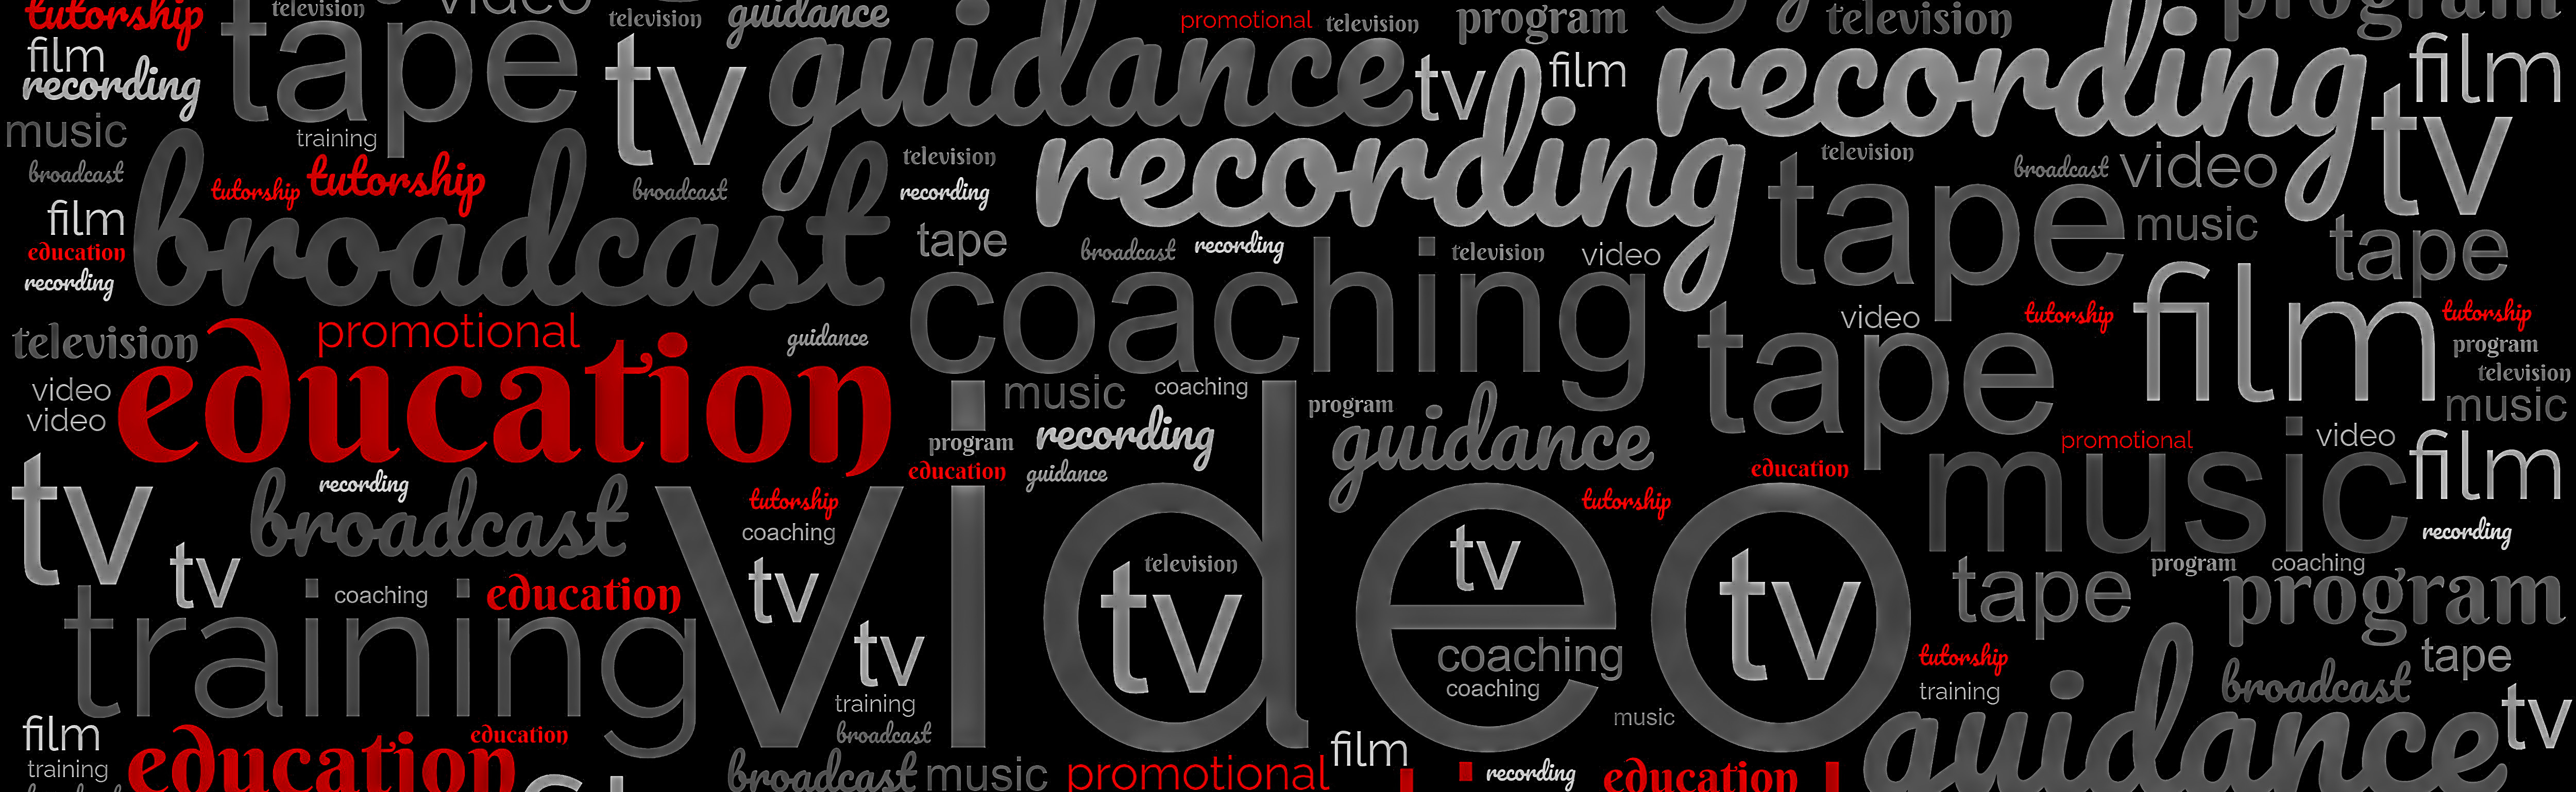 tutorship
television
video
television
guidance
promotional
television
program
television
program
film
recording
tape
tv
guidance
tv
film
recording
film
music
training
tv
broadcast
tutorship
tutorship
broadcast
television
recording
recording
television
broadcast
video
film
education
recording
broadcast
tape
broadcast
recording
television
video
tape
music
tape
television
promotional
guidance
coaching
video
tutorship
film
tutorship
program
television
video
video
education
music
coaching
program
tape
music
program
recording
guidance
promotional
video
film
education
guidance
education
music
recording
tv
recording
broadcast
tutorship
coaching
video
tutorship
tv
tv
television
tv
tv
tv
tape
program
coaching
program
training
coaching
education
tv
coaching
coaching
tutorship
training
broadcast
tape
training
music
guidance
tv
film
training
education
education
broadcast
broadcast
music
promotional
film
recording
education